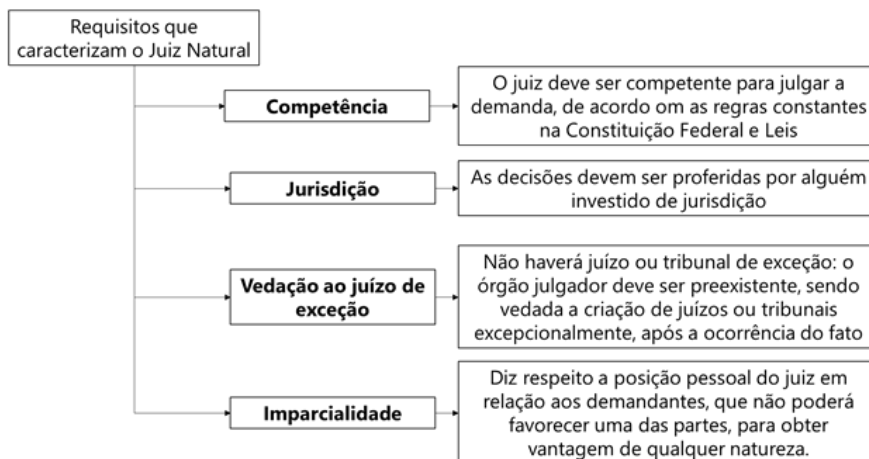 Requisitos que
caracterizam o Juiz Natural
Competência
O juiz deve ser competente para julgar a
demanda, de acordo om as regras constantes
na Constituição Federal e Leis
Jurisdição
As decisões devem ser proferidas por alguém
investido de jurisdição
Vedação ao juízo de
exceção
Não haverá juízo ou tribunal de exceção: o
órgão julgador deve ser preexistente, sendo
vedada a criação de juízos ou tribunais
excepcionalmente, após a ocorrência do fato
Imparcialidade
Diz respeito a posição pessoal do juiz em
relação aos demandantes, que não poderá
favorecer uma das partes, para obter
vantagem de qualquer natureza.